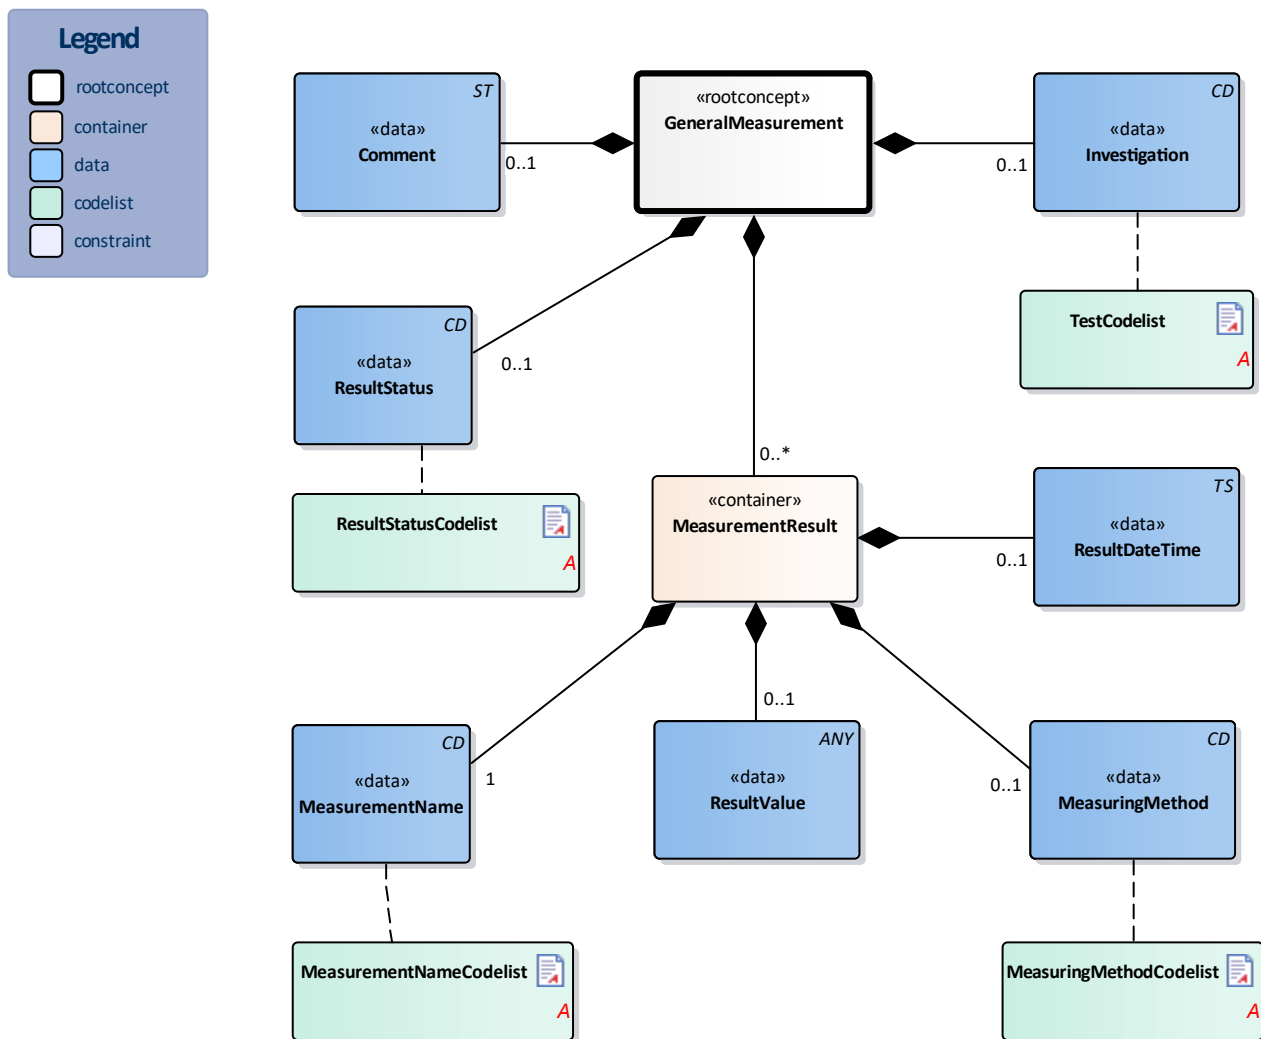 Legend
rootconcept
container
data
codelist
constraint
ST
«data»
Comment
0..1
«rootconcept»
GeneralMeasurement
CD
«data»
Investigation
0..1
TestCodelist
A
CD
«data»
ResultStatus
0..1
ResultStatusCodelist
A
0..*
«container»
MeasurementResult
TS
«data»
ResultDateTime
0..1
CD
«data»
MeasurementName
1
0..1
ANY
«data»
ResultValue
CD
«data»
MeasuringMethod
0..1
MeasurementNameCodelist
A
MeasuringMethodCodelist
A